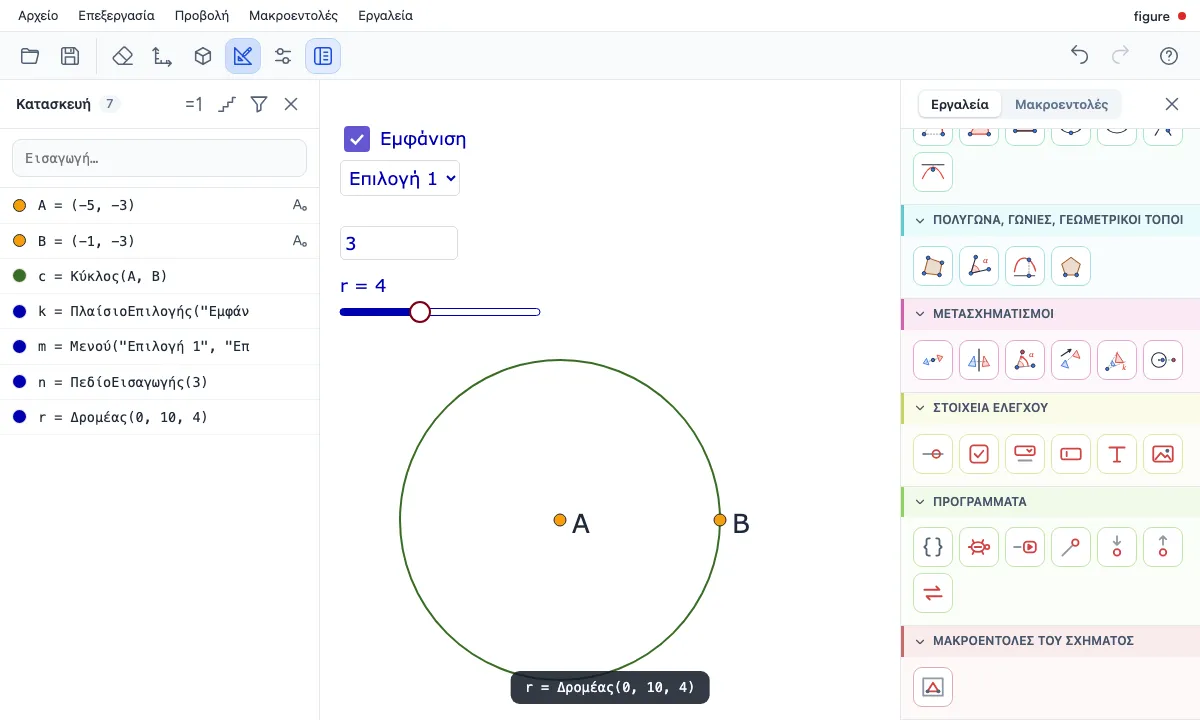 Αρχείο Επεξεργασία Προβολή Μακροεντολές Εργαλεία figure
Κατασκευή 7
=1
Εισαγωγή…
A = (−5, −3)
B = (−1, −3)
c = Κύκλος(A, B)
k = ΠλαίσιοΕπιλογής("Εμφάν
m = Μενού("Επιλογή 1", "Επ
n = ΠεδίοΕισαγωγής(3)
r = Δρομέας(0, 10, 4)
Εμφάνιση
Επιλογή 1
3
r = 4
A
B
r = Δρομέας(0, 10, 4)
Εργαλεία Μακροεντολές
ΠΟΛΥΓΩΝΑ, ΓΩΝΙΕΣ, ΓΕΩΜΕΤΡΙΚΟΙ ΤΟΠΟΙ
ΜΕΤΑΣΧΗΜΑΤΙΣΜΟΙ
ΣΤΟΙΧΕΙΑ ΕΛΕΓΧΟΥ
ΠΡΟΓΡΑΜΜΑΤΑ
ΜΑΚΡΟΕΝΤΟΛΕΣ ΤΟΥ ΣΧΗΜΑΤΟΣ